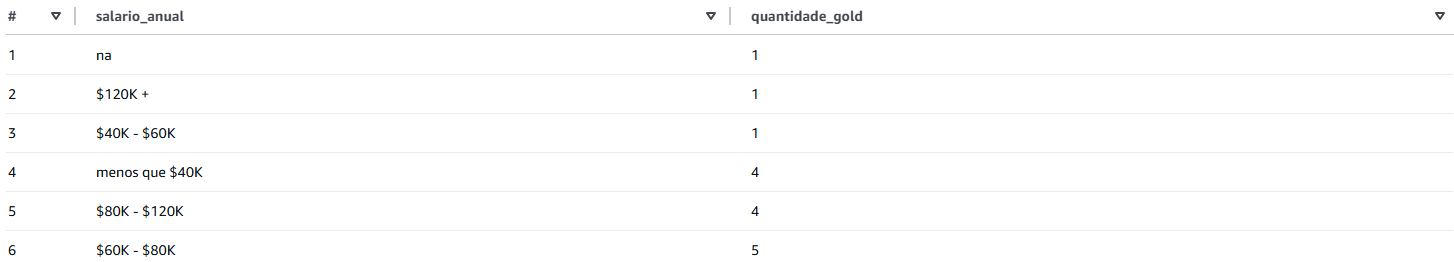 # salario_anual quantidade_gold
1 na 1
2 $120K + 1
3 $40K - $60K 1
4 menos que $40K 4
5 $80K - $120K 4
6 $60K - $80K 5